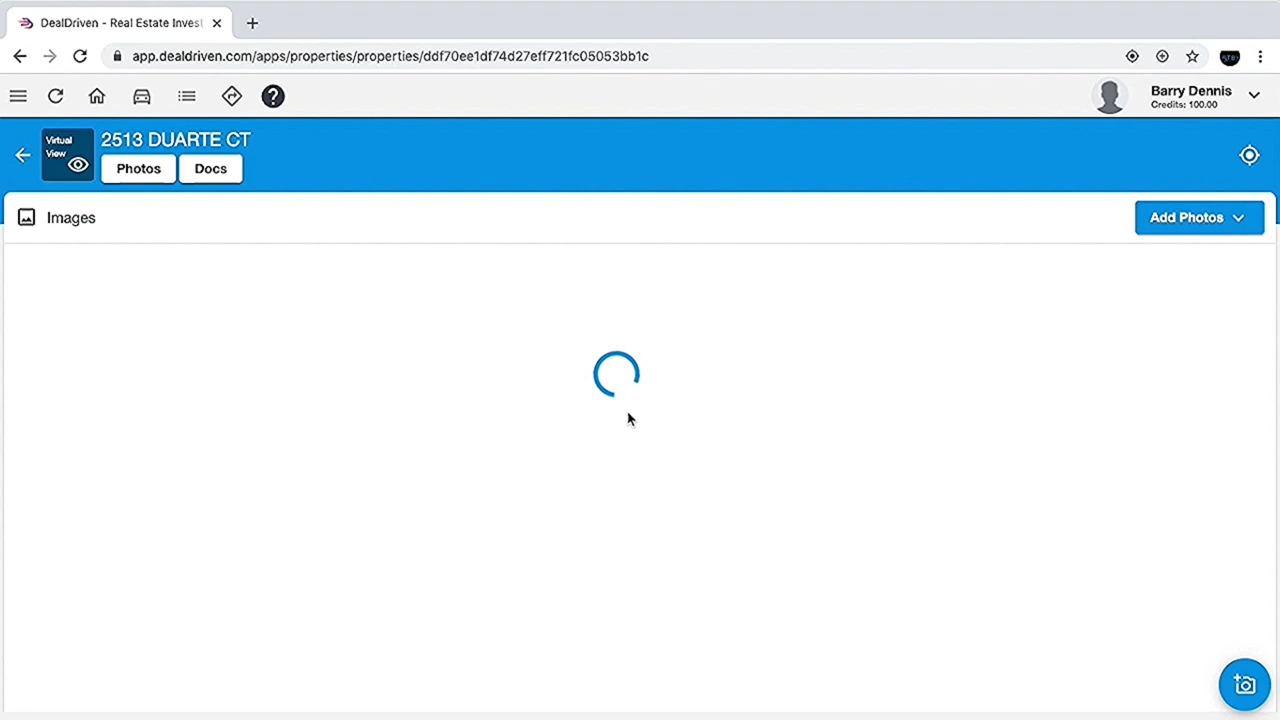 DealDriven - Real Estate Invest
app.dealdriven.com/apps/properties/properties/ddf70ee1df74d27eff721fc05053bb1c
Barry Dennis
Credits: 100.00
Virtual
View
2513 DUARTE CT
Photos
Docs
Images
Add Photos